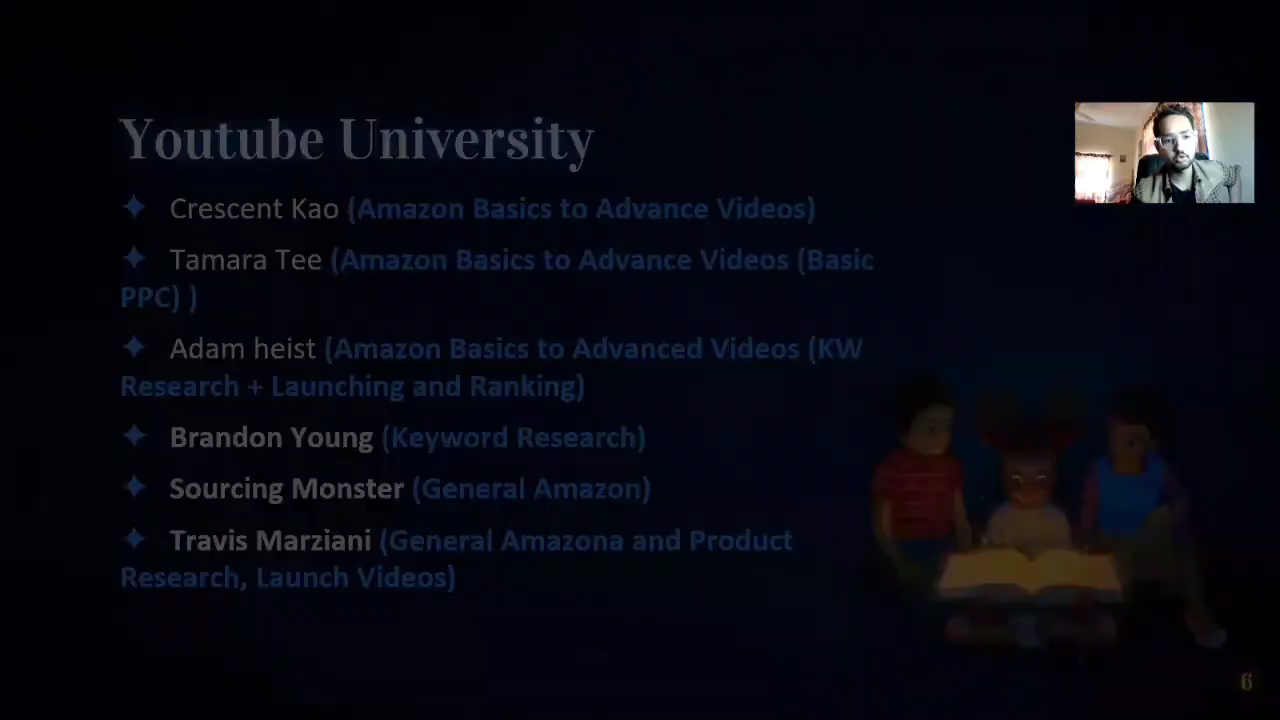 Youtube University
✦ Crescent Kao (Amazon Basics to Advance Videos)
✦ Tamara Tee (Amazon Basics to Advance Videos (Basic
PPC) )
✦ Adam heist (Amazon Basics to Advanced Videos (KW
Research + Launching and Ranking)
✦ Brandon Young (Keyword Research)
✦ Sourcing Monster (General Amazon)
✦ Travis Marziani (General Amazona and Product
Research, Launch Videos)
6